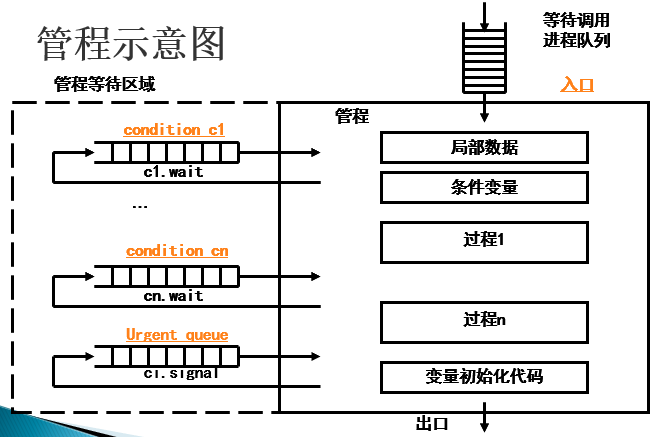 管程示意图
等待调用
进程队列
管程等待区域
入口
管程
condition c1
c1.wait
...
condition cn
cn.wait
Urgent queue
ci.signal
局部数据
条件变量
过程1
过程n
变量初始化代码
出口